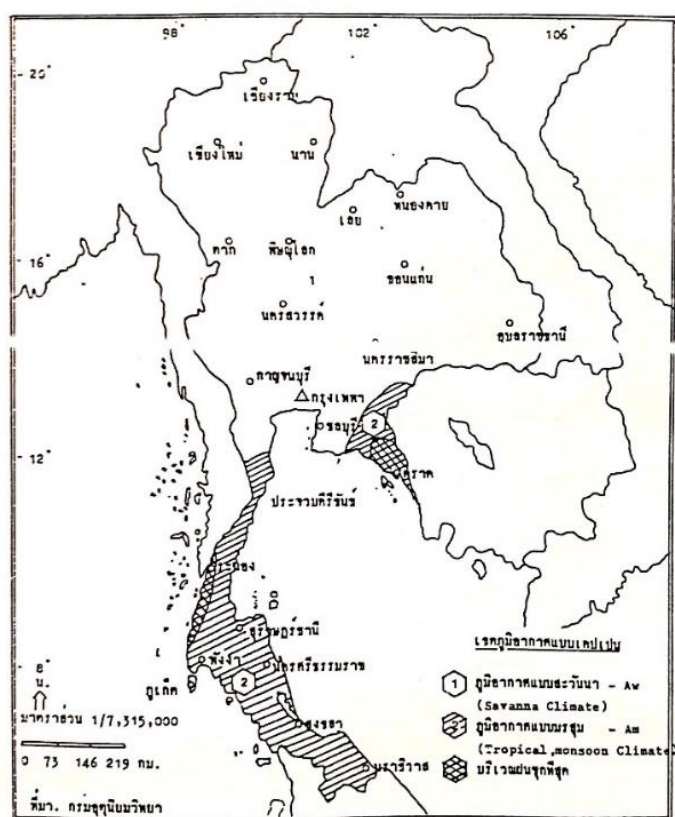 98° 102° 106°
20°
เชียงราย
เชียงใหม่
น่าน
หนองคาย
เลย
ตาก
พิษณุโลก
16°
ขอนแก่น
1
นครสวรรค์
อุบลราชธานี
นครราชสีมา
กาญจนบุรี
กรุงเทพฯ
ชลบุรี
2
12°
ตราด
ประจวบคีรีขันธ์
ระนอง
สุราษฎร์ธานี
เขตภูมิอากาศแบบเคปเปน
8°
น.
พังงา
นครศรีธรรมราช
ภูเก็ต
2
1 ภูมิอากาศแบบสะวันนา - Aw
(Savanna Climate)
มาตราส่วน 1/7,315,000
สงขลา
2 ภูมิอากาศแบบมรสุม - Am
(Tropical,monsoon Climate)
0 73 146 219 กม.
นราธิวาส
บริเวณฝนชุกที่สุด
ที่มา. กรมอุตุนิยมวิทยา